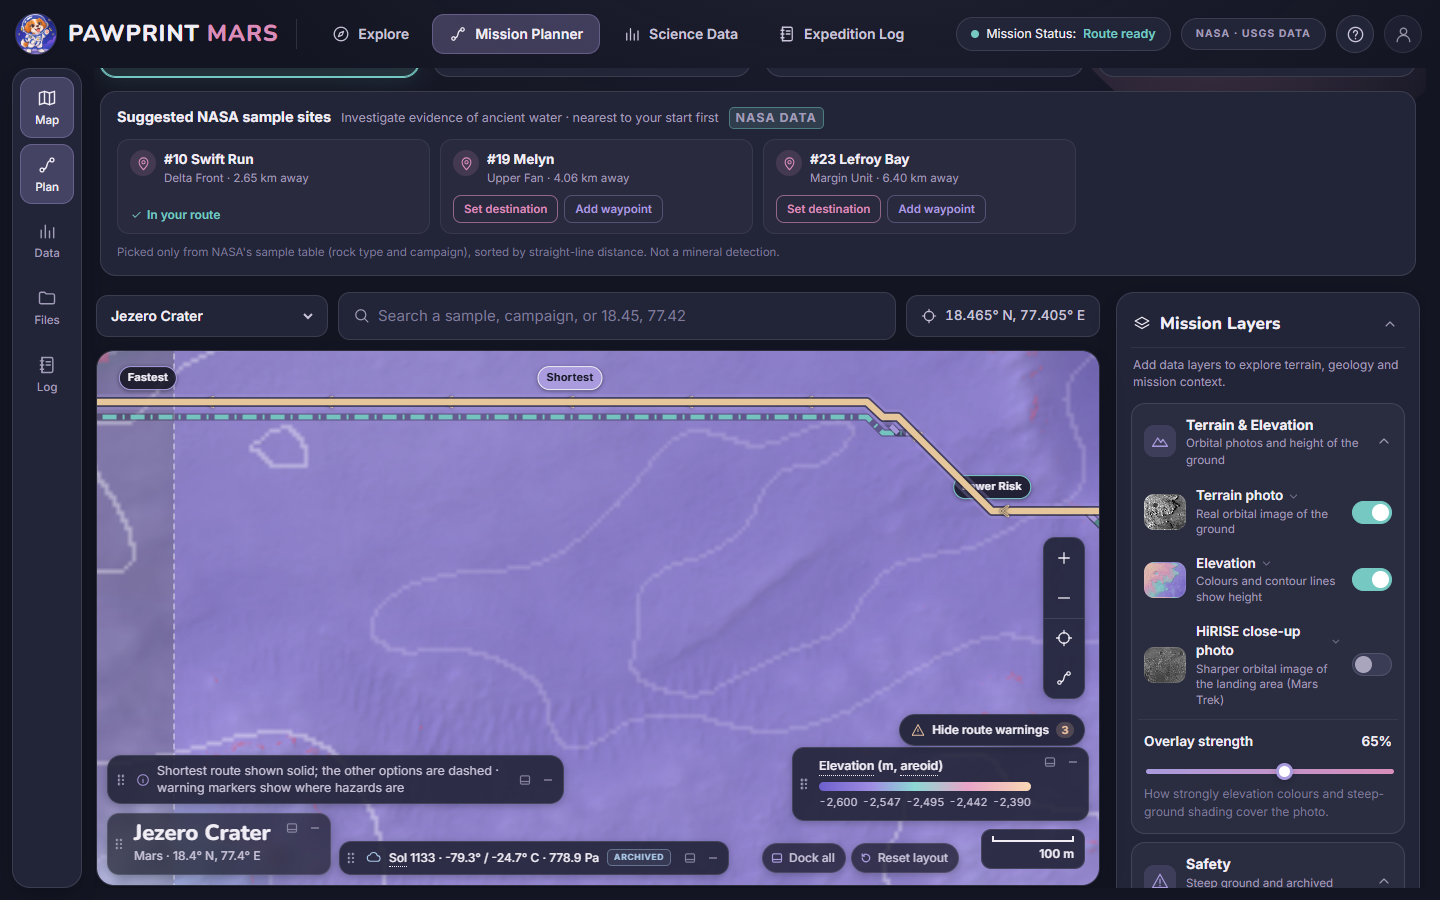 PAWPRINT MARS
Explore
Mission Planner
Science Data
Expedition Log
Mission Status: Route ready
NASA · USGS DATA
Map
Plan
Data
Files
Log
Suggested NASA sample sites
Investigate evidence of ancient water · nearest to your start first
NASA DATA
#10 Swift Run
Delta Front · 2.65 km away
In your route
#19 Melyn
Upper Fan · 4.06 km away
Set destination
Add waypoint
#23 Lefroy Bay
Margin Unit · 6.40 km away
Set destination
Add waypoint
Picked only from NASA's sample table (rock type and campaign), sorted by straight-line distance. Not a mineral detection.
Jezero Crater
Search a sample, campaign, or 18.45, 77.42
18.465° N, 77.405° E
Fastest
Shortest
Risk
Hide route warnings 3
Shortest route shown solid; the other options are dashed ·
warning markers show where hazards are
Elevation (m, areoid)
-2,600 -2,547 -2,495 -2,442 -2,390
Jezero Crater
Mars · 18.4° N, 77.4° E
Sol 1133 · -79.3° / -24.7° C · 778.9 Pa
ARCHIVED
Dock all
Reset layout
100 m
Mission Layers
Add data layers to explore terrain, geology and
mission context.
Terrain & Elevation
Orbital photos and height of the
ground
Terrain photo
Real orbital image of the
ground
Elevation
Colours and contour lines
show height
HiRISE close-up
photo
Sharper orbital image of
the landing area (Mars
Trek)
Overlay strength
65%
How strongly elevation colours and steep-
ground shading cover the photo.
Safety
Steep ground and archived